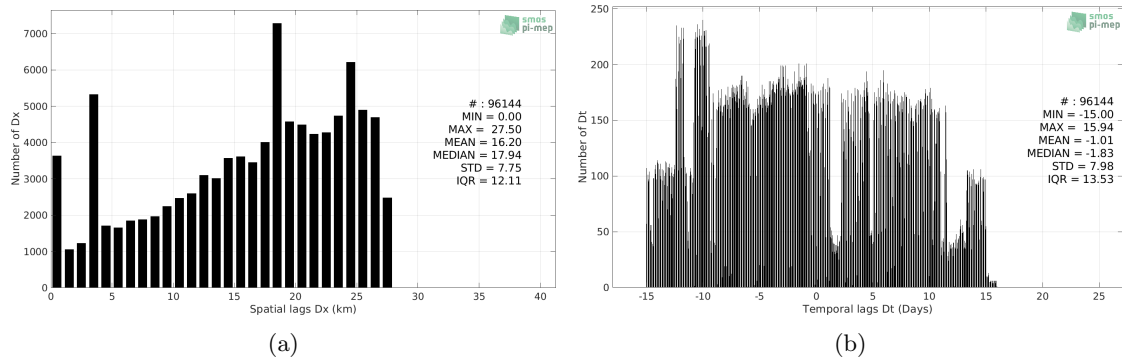 smos
pi-mep
7000
6000
5000
4000
3000
2000
1000
0
Number of Dx
# : 96144
MIN = 0.00
MAX = 27.50
MEAN = 16.20
MEDIAN = 17.94
STD = 7.75
IQR = 12.11
0 5 10 15 20 25 30 35 40
Spatial lags Dx (km)
(a)
smos
pi-mep
250
200
150
100
50
0
Number of Dt
# : 96144
MIN = -15.00
MAX = 15.94
MEAN = -1.01
MEDIAN = -1.83
STD = 7.98
IQR = 13.53
-15 -10 -5 0 5 10 15 20 25
Temporal lags Dt (Days)
(b)